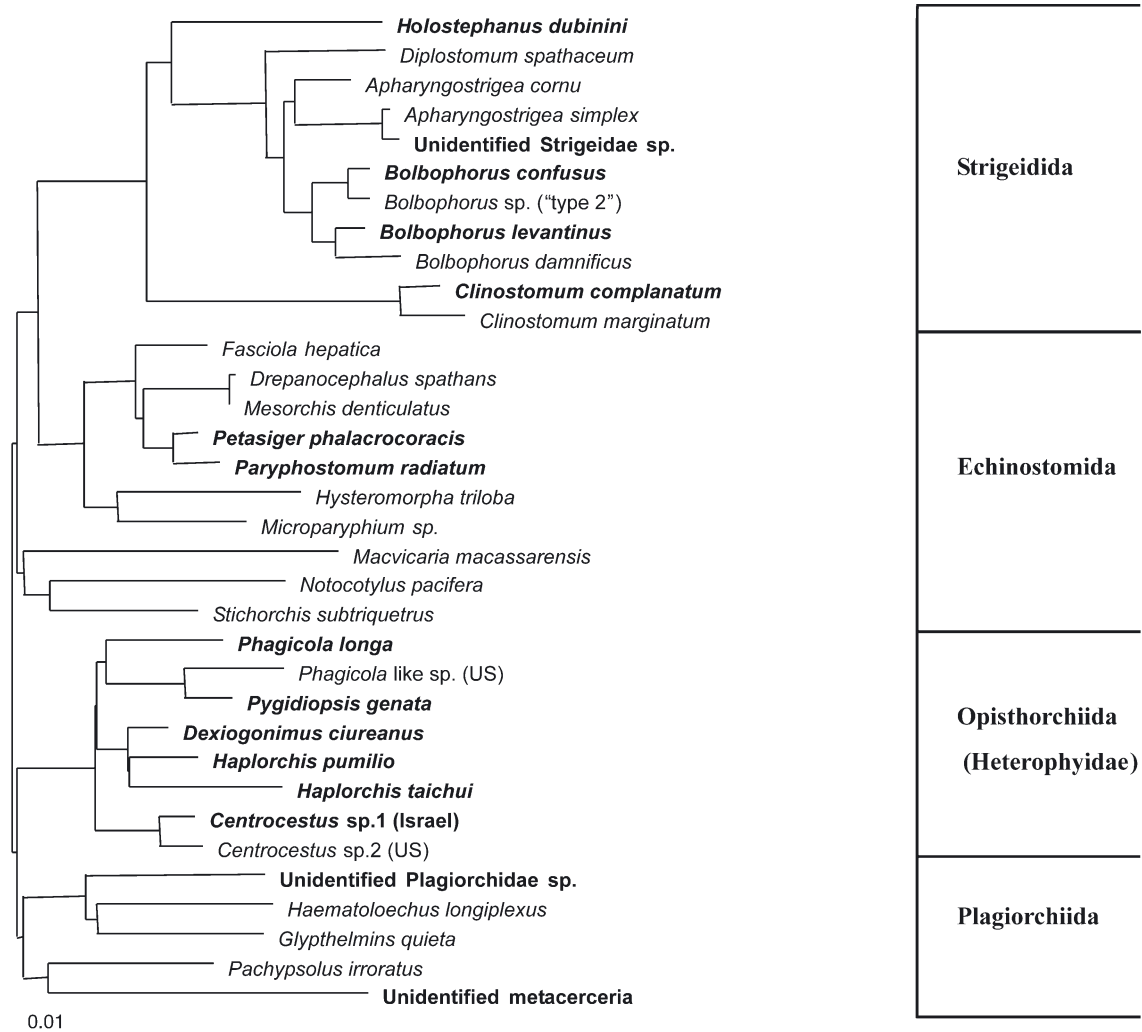 Holostephanus dubinini
Diplostomum spathaceum
Apharyngostrigea cornu
Apharyngostrigea simplex
Unidentified Strigeidae sp.
Bolbophorus confusus
Bolbophorus sp. (“type 2”)
Bolbophorus levantinus
Bolbophorus damnificus
Clinostomum complanatum
Clinostomum marginatum
Strigeidida
Fasciola hepatica
Drepanocephalus spathans
Mesorchis denticulatus
Petasiger phalacrocoracis
Paryphostomum radiatum
Hysteromorpha triloba
Microparyphium sp.
Macvicaria macassarensis
Notocotylus pacifera
Stichorchis subtriquetrus
Echinostomida
Phagicola longa
Phagicola like sp. (US)
Pygidiopsis genata
Dexiogonimus ciureanus
Haplorchis pumilio
Haplorchis taichui
Centrocestus sp.1 (Israel)
Centrocestus sp.2 (US)
Opisthorchiida
(Heterophyidae)
Unidentified Plagiorchidae sp.
Haematoloechus longiplexus
Glypthelmins quieta
Pachypsolus irroratus
Unidentified metacerceria
Plagiorchiida
0.01